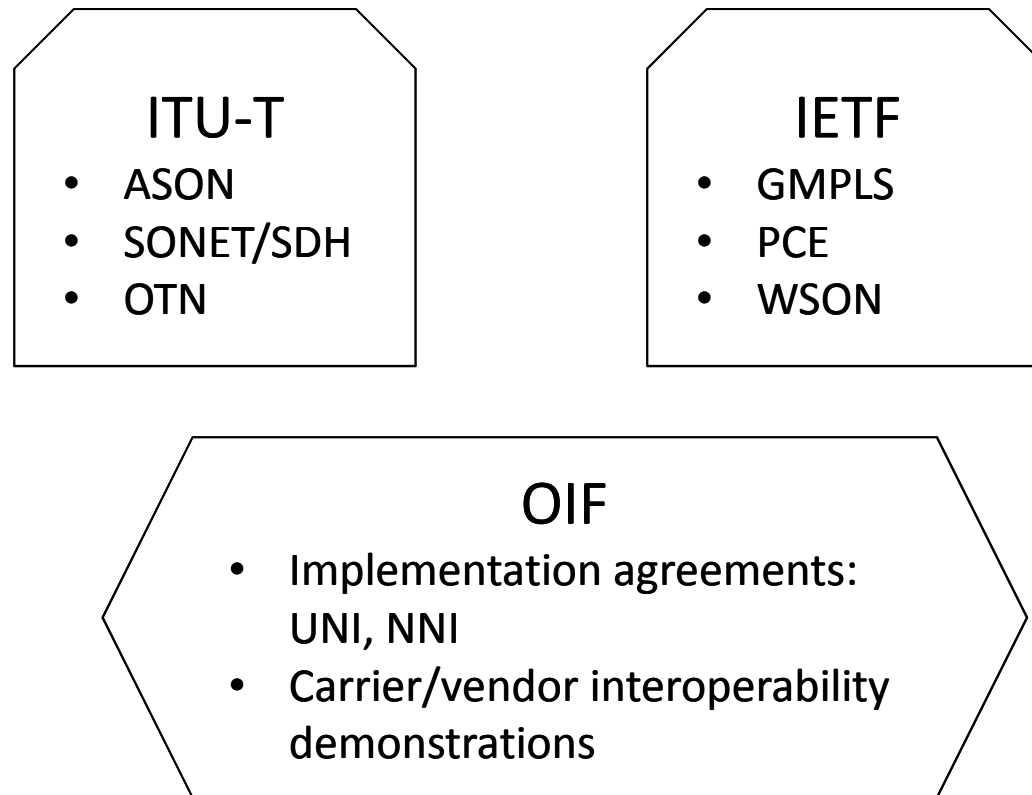 ITU-T
• ASON
• SONET/SDH
• OTN
IETF
• GMPLS
• PCE
• WSON
OIF
• Implementation agreements:
UNI, NNI
• Carrier/vendor interoperability
demonstrations